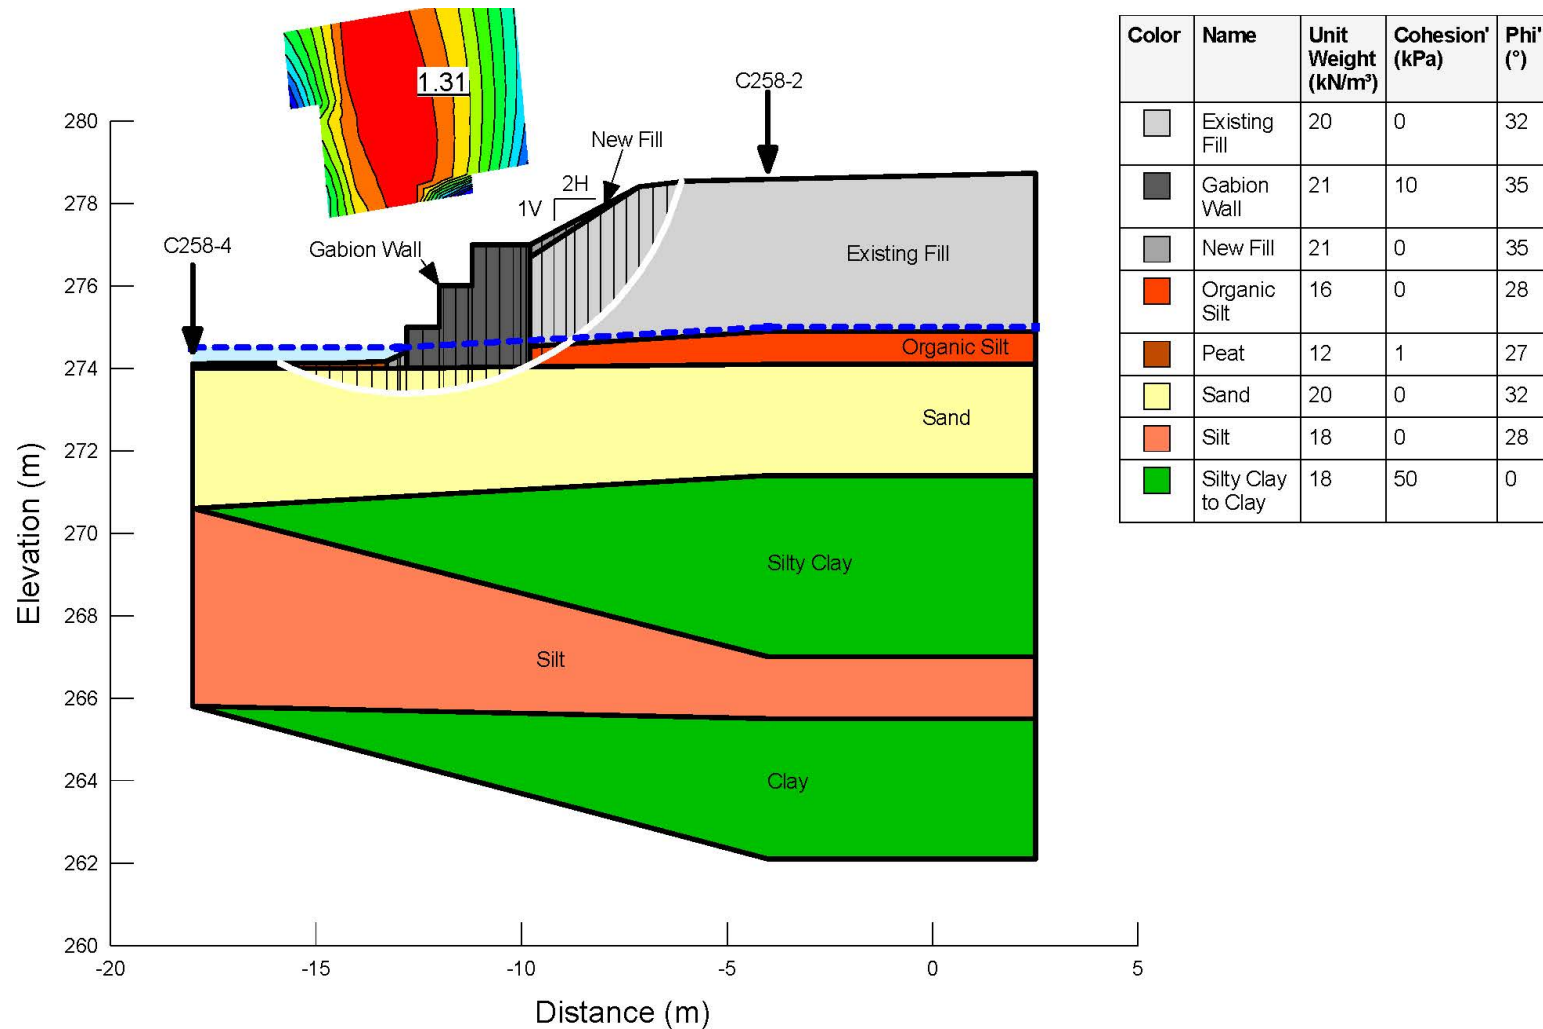 1.31
C258-2
New Fill
2H
1V
C258-4
Gabion Wall
Existing Fill
Organic Silt
Sand
Silty Clay
Silt
Clay
Elevation (m)
280
278
276
274
272
270
268
266
264
262
260
-20
-15
-10
-5
0
5
Distance (m)
Color Name Unit Weight (kN/m³) Cohesion' (kPa) Phi' (°)
Existing Fill 20 0 32
Gabion Wall 21 10 35
New Fill 21 0 35
Organic Silt 16 0 28
Peat 12 1 27
Sand 20 0 32
Silt 18 0 28
Silty Clay to Clay 18 50 0